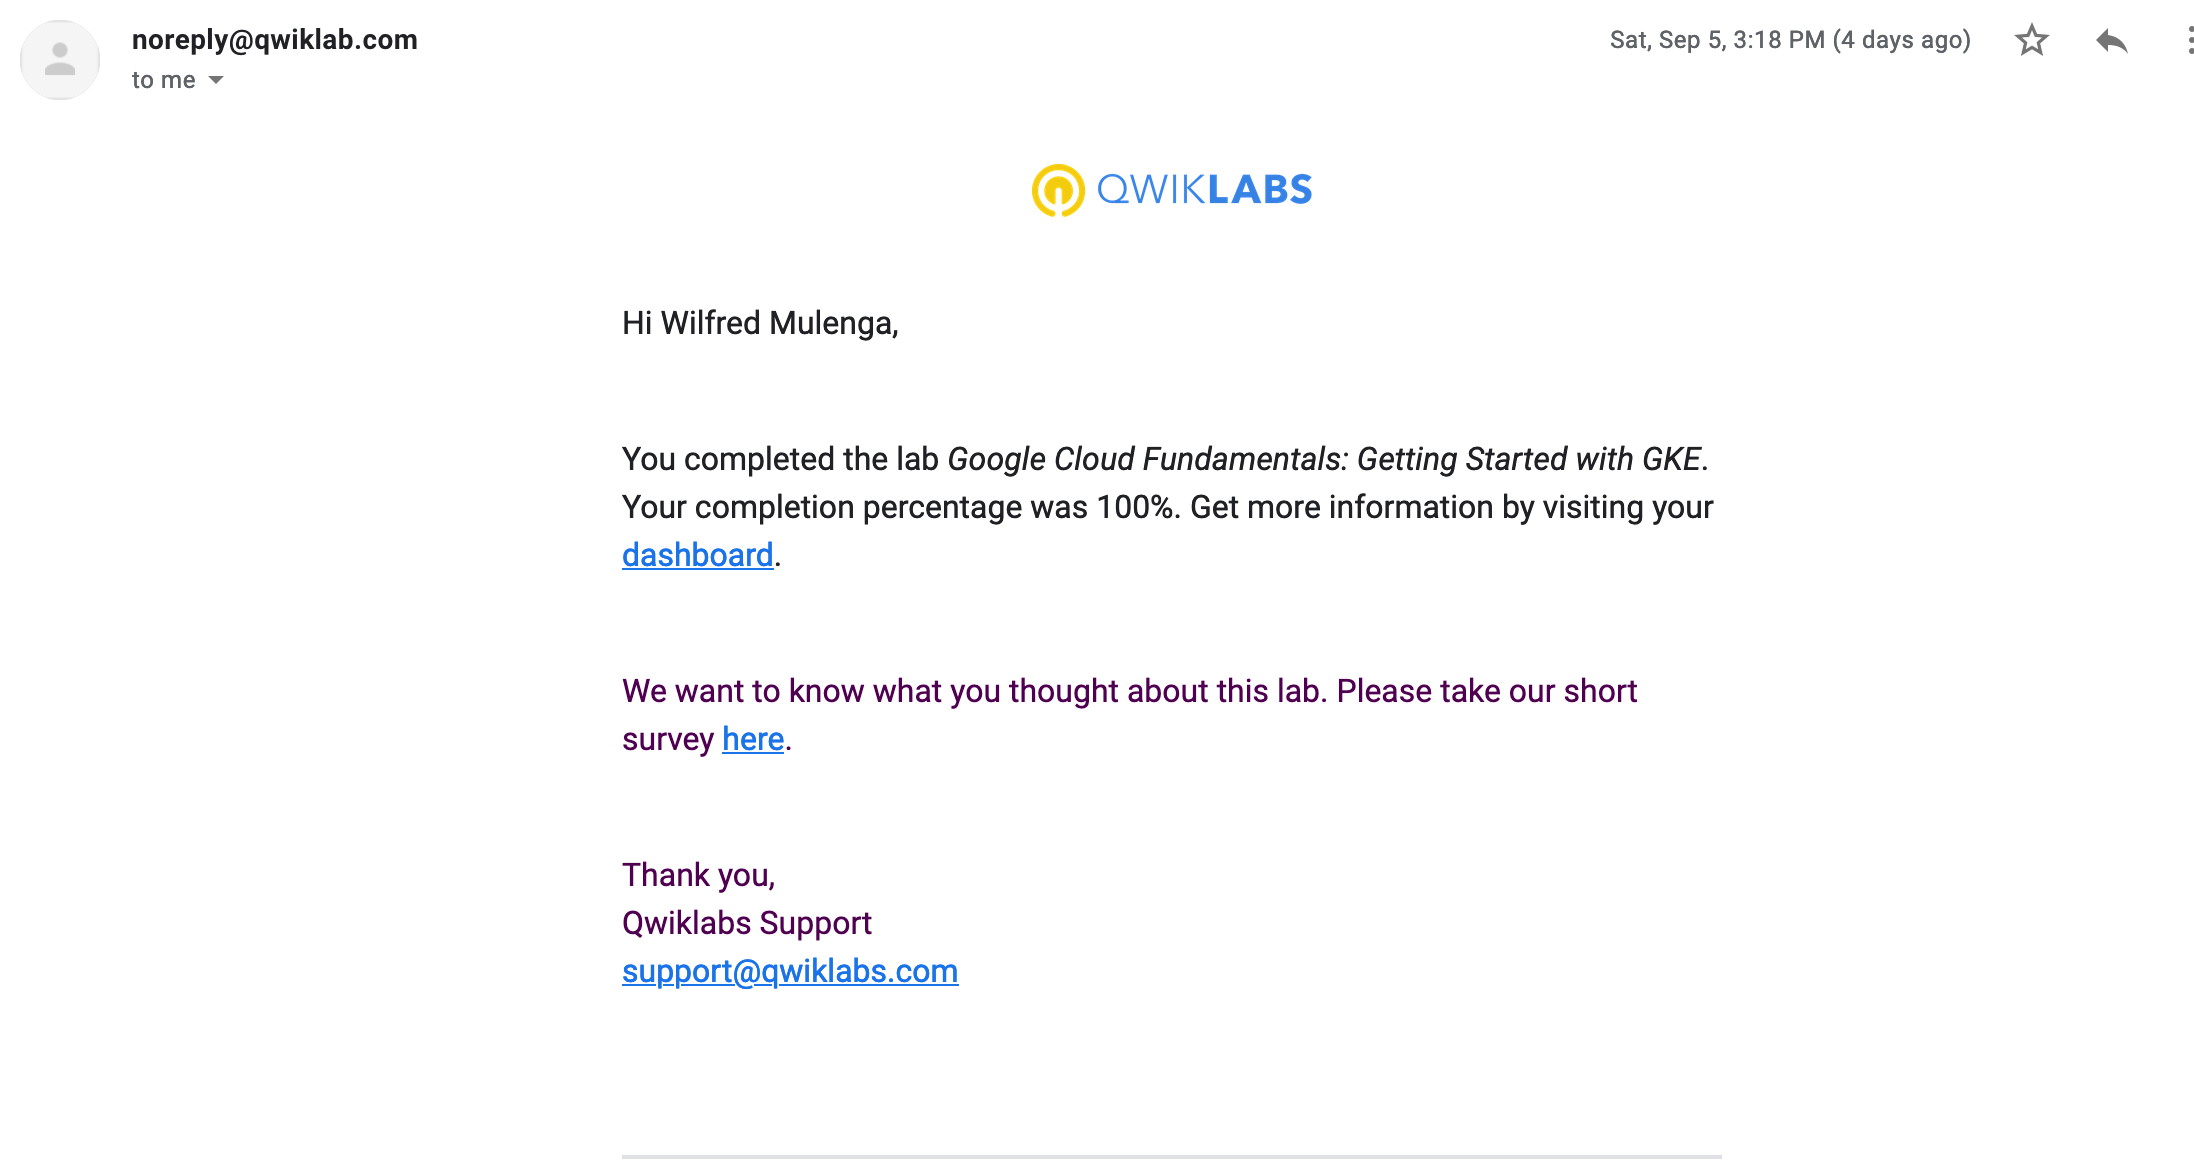 noreply@qwiklab.com
Sat, Sep 5, 3:18 PM (4 days ago)
to me
QWIKLABS
Hi Wilfred Mulenga,
You completed the lab Google Cloud Fundamentals: Getting Started with GKE.
Your completion percentage was 100%. Get more information by visiting your
dashboard.
We want to know what you thought about this lab. Please take our short
survey here.
Thank you,
Qwiklabs Support
support@qwiklabs.com